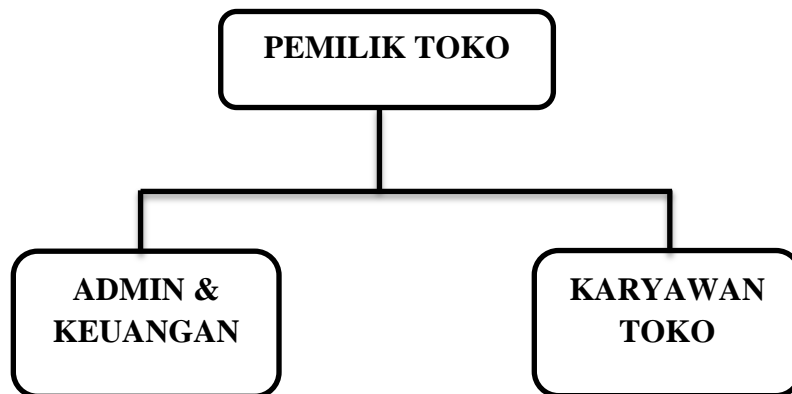 PEMILIK TOKO
ADMIN &
KEUANGAN
KARYAWAN
TOKO